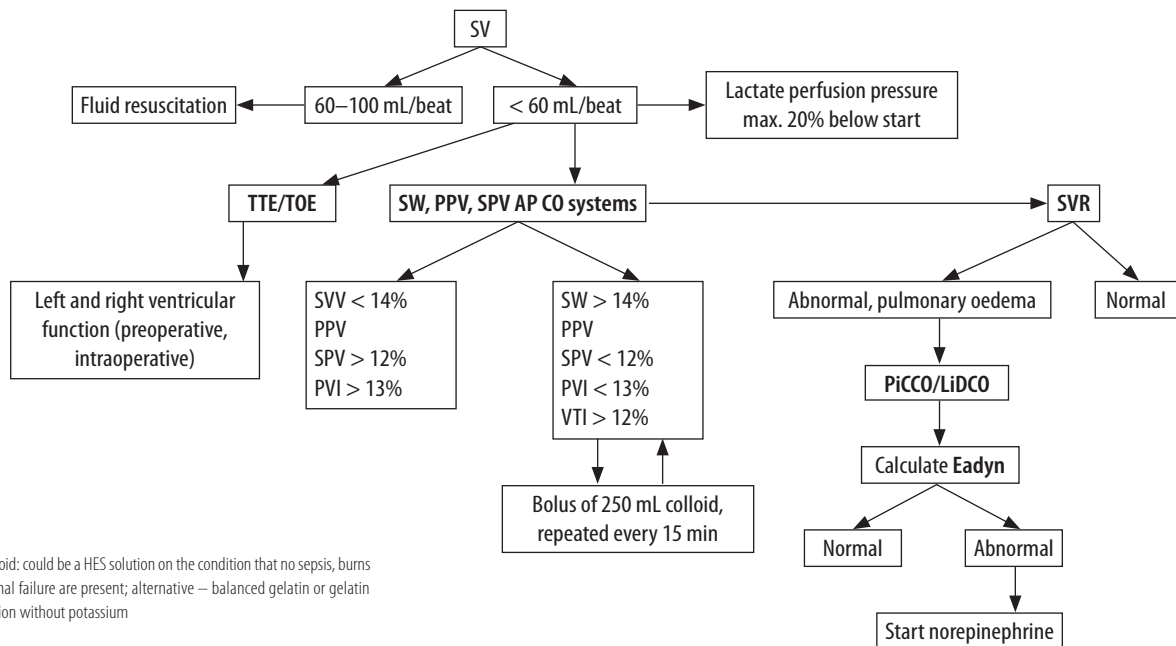 SV
Fluid resuscitation
60–100 mL/beat
< 60 mL/beat
Lactate perfusion pressure
max. 20% below start
TTE/TOE
SW, PPV, SPV AP CO systems
SVR
Left and right ventricular
function (preoperative,
intraoperative)
SVV < 14%
PPV
SPV > 12%
PVI > 13%
SW > 14%
PPV
SPV < 12%
PVI < 13%
VTI > 12%
Abnormal, pulmonary oedema
Normal
PiCCO/LiDCO
Calculate Eadyn
Bolus of 250 mL colloid,
repeated every 15 min
Normal
Abnormal
Start norepinephrine
oid: could be a HES solution on the condition that no sepsis, burns
nal failure are present; alternative – balanced gelatin or gelatin
ion without potassium